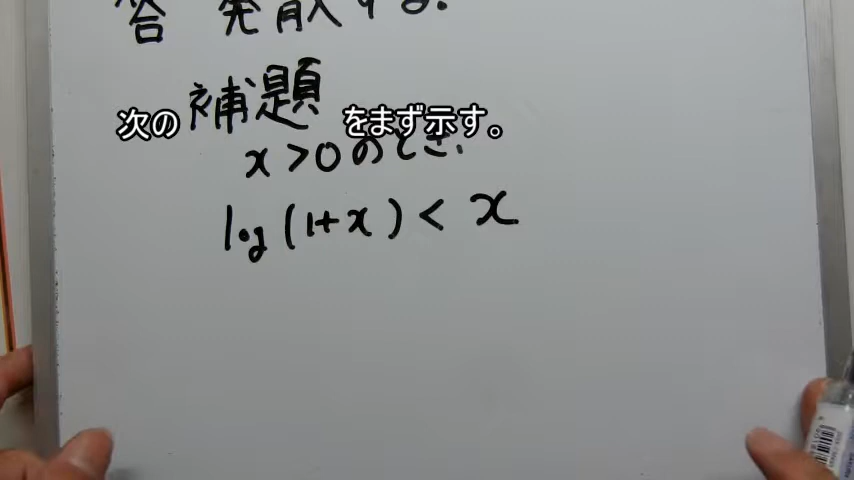 答 発散する.
次の補題をまず示す。
x>0のとき.
log(1+x)<x